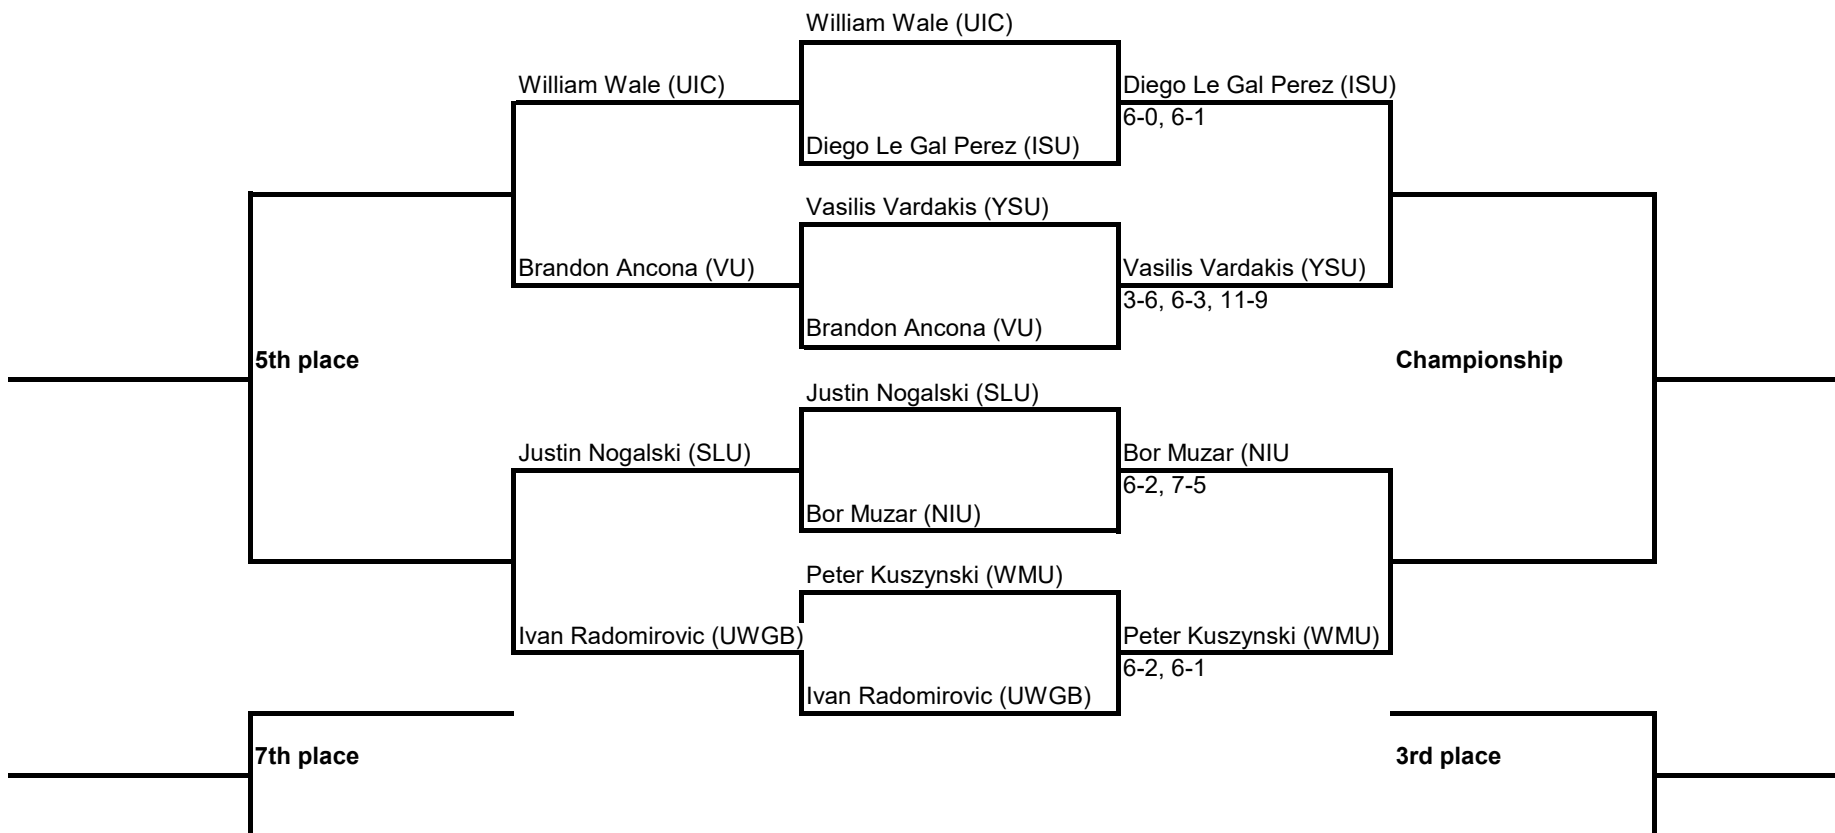 William Wale (UIC)
William Wale (UIC)
Diego Le Gal Perez (ISU)
6-0, 6-1
Diego Le Gal Perez (ISU)
Vasilis Vardakis (YSU)
Brandon Ancona (VU)
Vasilis Vardakis (YSU)
3-6, 6-3, 11-9
Brandon Ancona (VU)
5th place
Championship
Justin Nogalski (SLU)
Justin Nogalski (SLU)
Bor Muzar (NIU
6-2, 7-5
Bor Muzar (NIU)
Peter Kuszynski (WMU)
Ivan Radomirovic (UWGB)
Peter Kuszynski (WMU)
6-2, 6-1
Ivan Radomirovic (UWGB)
7th place
3rd place